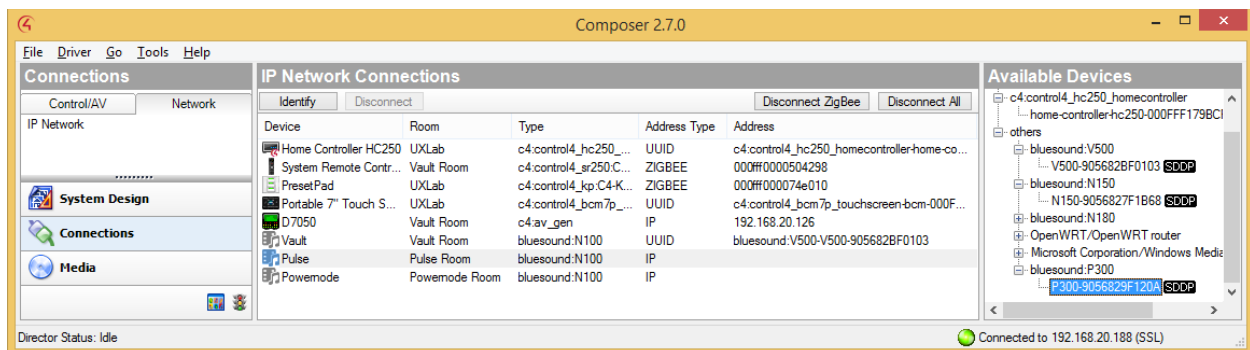 Composer 2.7.0
File Driver Go Tools Help
Connections
Control/AV Network
IP Network
System Design
Connections
Media
IP Network Connections
Identify Disconnect Disconnect ZigBee Disconnect All
Device Room Type Address Type Address
Home Controller HC250 UXLab c4:control4_hc250_... UUID c4:control4_hc250_homecontroller-home-co...
System Remote Contr... Vault Room c4:control4_sr250:C... ZIGBEE 000fff0000504298
PresetPad UXLab c4:control4_kp:C4-K... ZIGBEE 000fff000074e010
Portable 7" Touch S... UXLab c4:control4_bcm7p_... UUID c4:control4_bcm7p_touchscreen-bcm-000F...
D7050 Vault Room c4:av_gen IP 192.168.20.126
Vault Vault Room bluesound:N100 UUID bluesound:V500-V500-905682BF0103
Pulse Pulse Room bluesound:N100 IP
Powernode Powernode Room bluesound:N100 IP
Available Devices
c4:control4_hc250_homecontroller
home-controller-hc250-000FFF179BCI
others
bluesound:V500
V500-905682BF0103 SDDP
bluesound:N150
N150-9056827F1B68 SDDP
bluesound:N180
OpenWRT/OpenWRT router
Microsoft Corporation/Windows Media
bluesound:P300
P300-9056829F120A SDDP
Director Status: Idle
Connected to 192.168.20.188 (SSL)